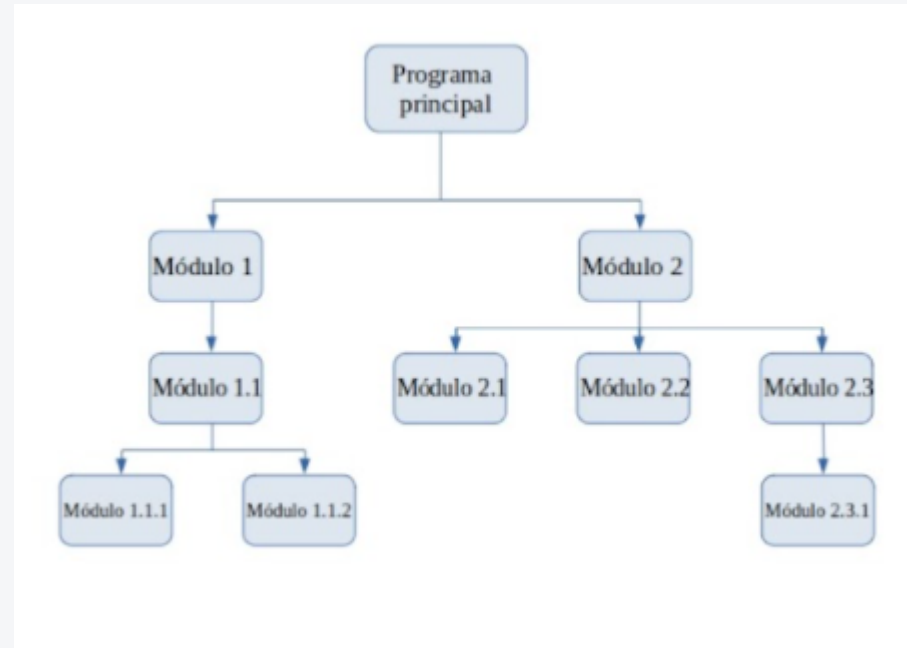 Programa
principal
Módulo 1
Módulo 2
Módulo 1.1
Módulo 2.1
Módulo 2.2
Módulo 2.3
Módulo 1.1.1
Módulo 1.1.2
Módulo 2.3.1